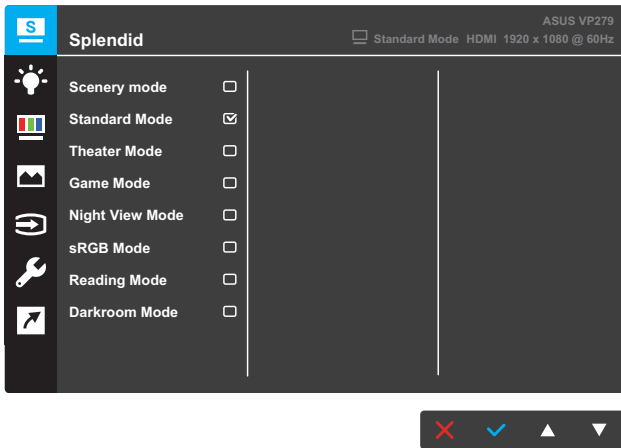 S
ASUS VP279
Splendid
Standard Mode HDMI 1920 x 1080 @ 60Hz
Scenery mode
Standard Mode
Theater Mode
Game Mode
Night View Mode
sRGB Mode
Reading Mode
Darkroom Mode